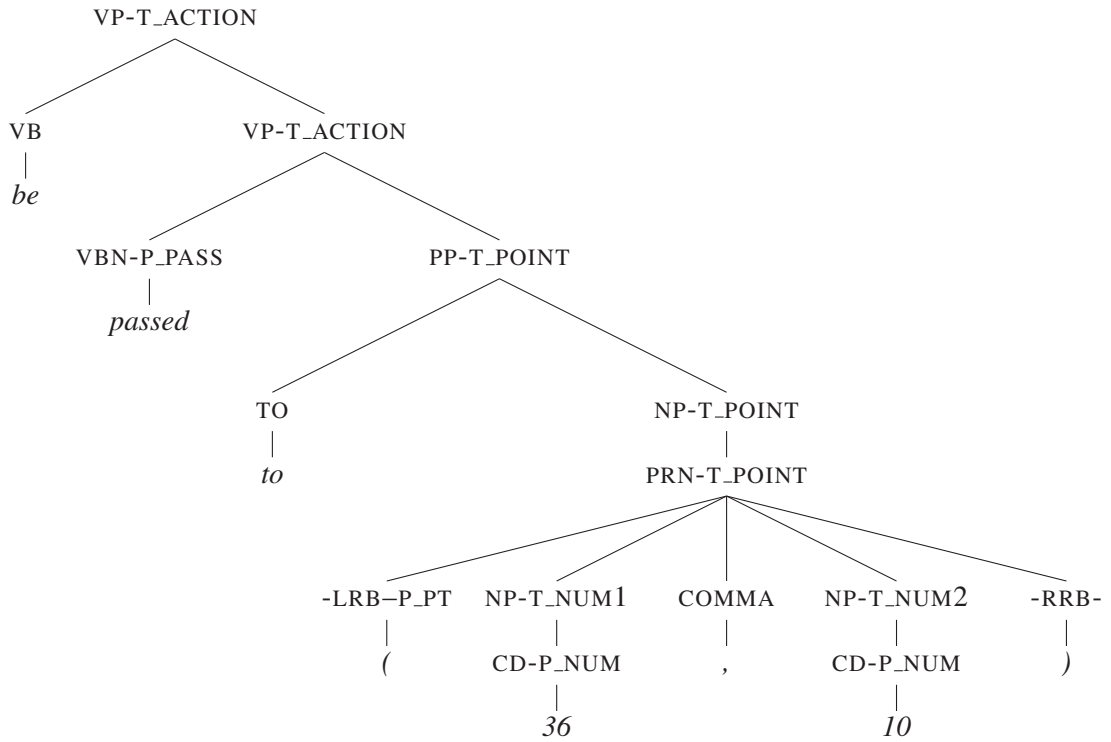 VP-T_ACTION
VB VP-T_ACTION
be
VBN-P_PASS PP-T_POINT
passed
TO NP-T_POINT
to PRN-T_POINT
-LRB–P_PT NP-T_NUM1 COMMA NP-T_NUM2 -RRB-
( CD-P_NUM , CD-P_NUM )
36 10